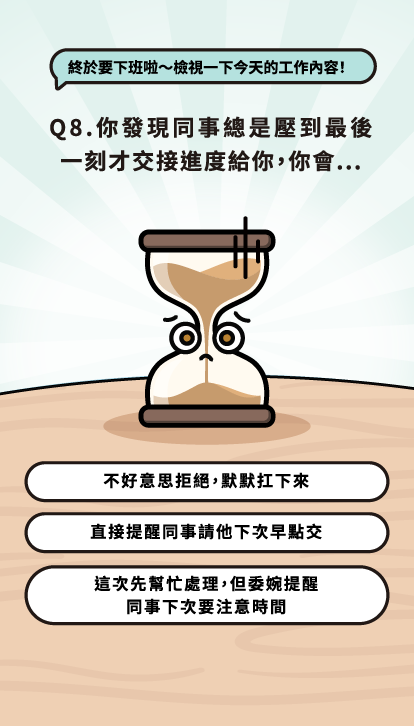 終於要下班啦～檢視一下今天的工作內容！
Q8.你發現同事總是壓到最後
一刻才交接進度給你，你會...
不好意思拒絕，默默扛下來
直接提醒同事請他下次早點交
這次先幫忙處理，但委婉提醒
同事下次要注意時間